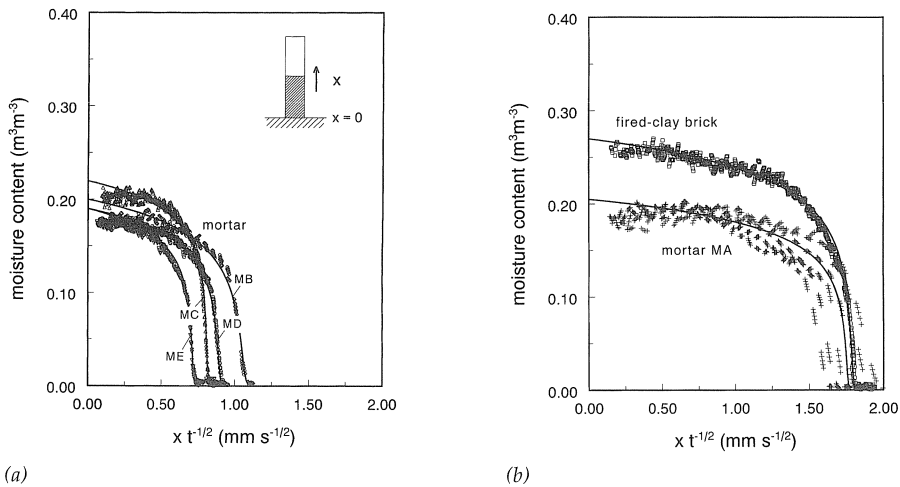 0.40
0.30
0.20
0.10
0.00
moisture content (m³m⁻³)
x
x = 0
mortar
MB
MC
MD
ME
0.00 0.50 1.00 1.50 2.00
x t⁻¹/² (mm s⁻¹/²)
(a)
0.40
0.30
0.20
0.10
0.00
moisture content (m³m⁻³)
fired-clay brick
mortar MA
0.00 0.50 1.00 1.50 2.00
x t⁻¹/² (mm s⁻¹/²)
(b)